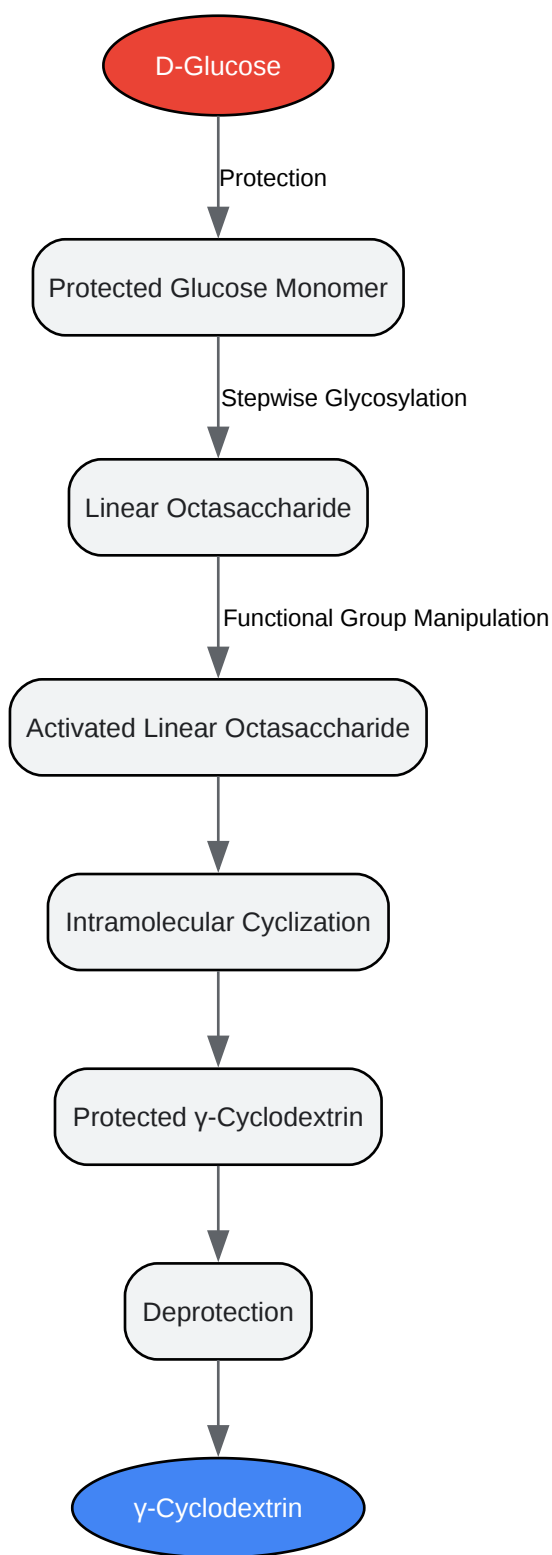 D-Glucose
Protection
Protected Glucose Monomer
Stepwise Glycosylation
Linear Octasaccharide
Functional Group Manipulation
Activated Linear Octasaccharide
Intramolecular Cyclization
Protected γ-Cyclodextrin
Deprotection
γ-Cyclodextrin